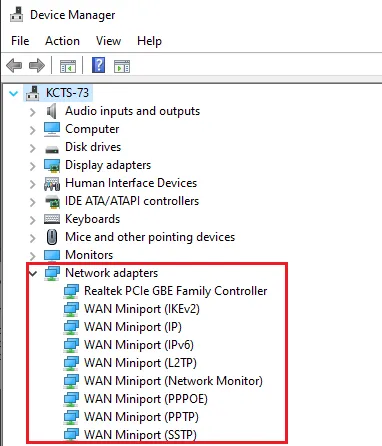 Device Manager
File Action View Help
KCTS-73
Audio inputs and outputs
Computer
Disk drives
Display adapters
Human Interface Devices
IDE ATA/ATAPI controllers
Keyboards
Mice and other pointing devices
Monitors
Network adapters
Realtek PCIe GBE Family Controller
WAN Miniport (IKEv2)
WAN Miniport (IP)
WAN Miniport (IPv6)
WAN Miniport (L2TP)
WAN Miniport (Network Monitor)
WAN Miniport (PPPOE)
WAN Miniport (PPTP)
WAN Miniport (SSTP)